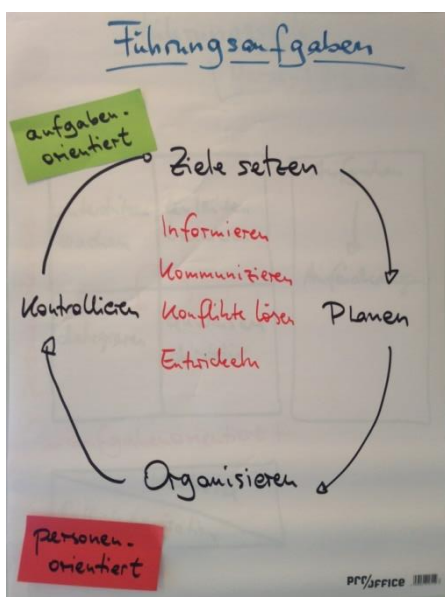 Führungsaufgaben
aufgaben-
orientiert
Ziele setzen
Informieren
Kommunizieren
Kontrollieren Konflikte lösen Planen
Entwickeln
Organisieren
personen-
orientiert
pro/office